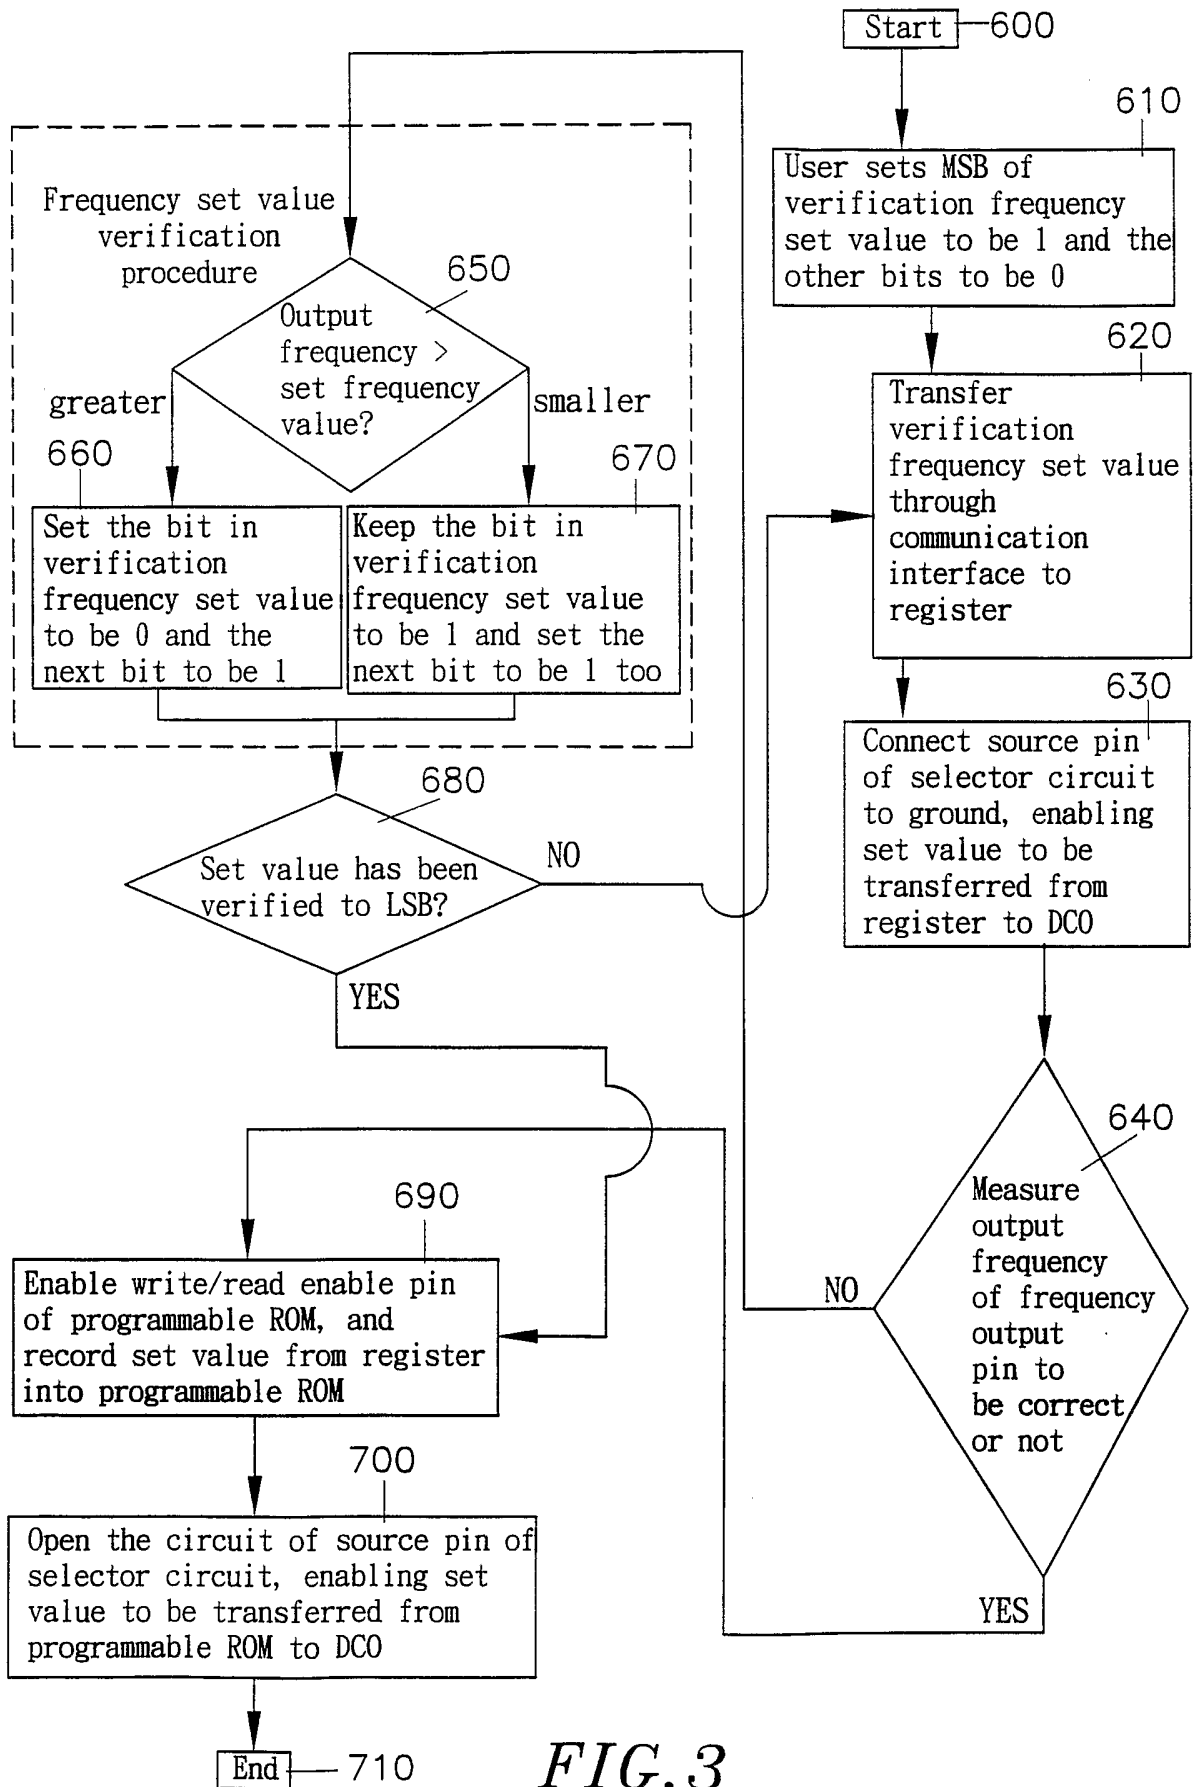 Start
600
610
User sets MSB of
verification frequency
set value to be 1 and the
other bits to be 0
620
Transfer
verification
frequency set value
through
communication
interface to
register
630
Connect source pin
of selector circuit
to ground, enabling
set value to be
transferred from
register to DCO
640
Measure
output
frequency
of frequency
output
pin to
be correct
or not
NO
YES
Frequency set value
verification
procedure
650
Output
frequency >
set frequency
value?
greater
smaller
660
Set the bit in
verification
frequency set value
to be 0 and the
next bit to be 1
670
Keep the bit in
verification
frequency set value
to be 1 and set the
next bit to be 1 too
680
Set value has been
verified to LSB?
NO
YES
690
Enable write/read enable pin
of programmable ROM, and
record set value from register
into programmable ROM
700
Open the circuit of source pin of
selector circuit, enabling set
value to be transferred from
programmable ROM to DCO
End
710
FIG.3